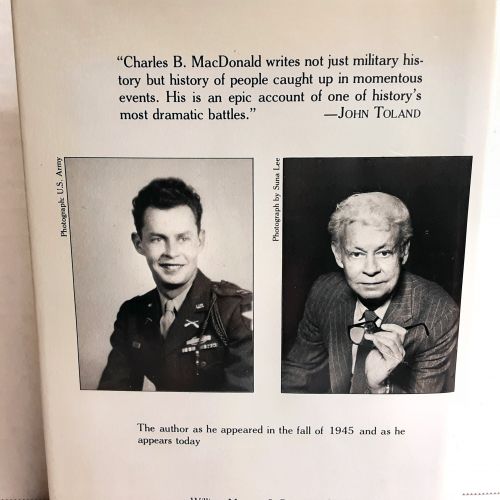 “Charles B. MacDonald writes not just military his-
tory but history of people caught up in momentous
events. His is an epic account of one of history's
most dramatic battles.” —JOHN TOLAND
Photograph: U.S. Army
Photograph by Suna Lee
The author as he appeared in the fall of 1945 and as he
appears today